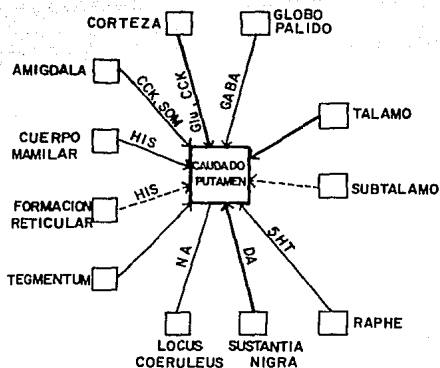 CORTEZA
GLOBO
PALIDO
AMIGDALA
CCK, SOM
Glu, CCK
GABA
TALAMO
CUERPO
MAMILAR
HIS
CAUDADO
PUTAMEN
FORMACION
RETICULAR
HIS
SUBTALAMO
TEGMENTUM
NA
DA
5HT
LOCUS
COERULEUS
SUSTANTIA
NIGRA
RAPHE